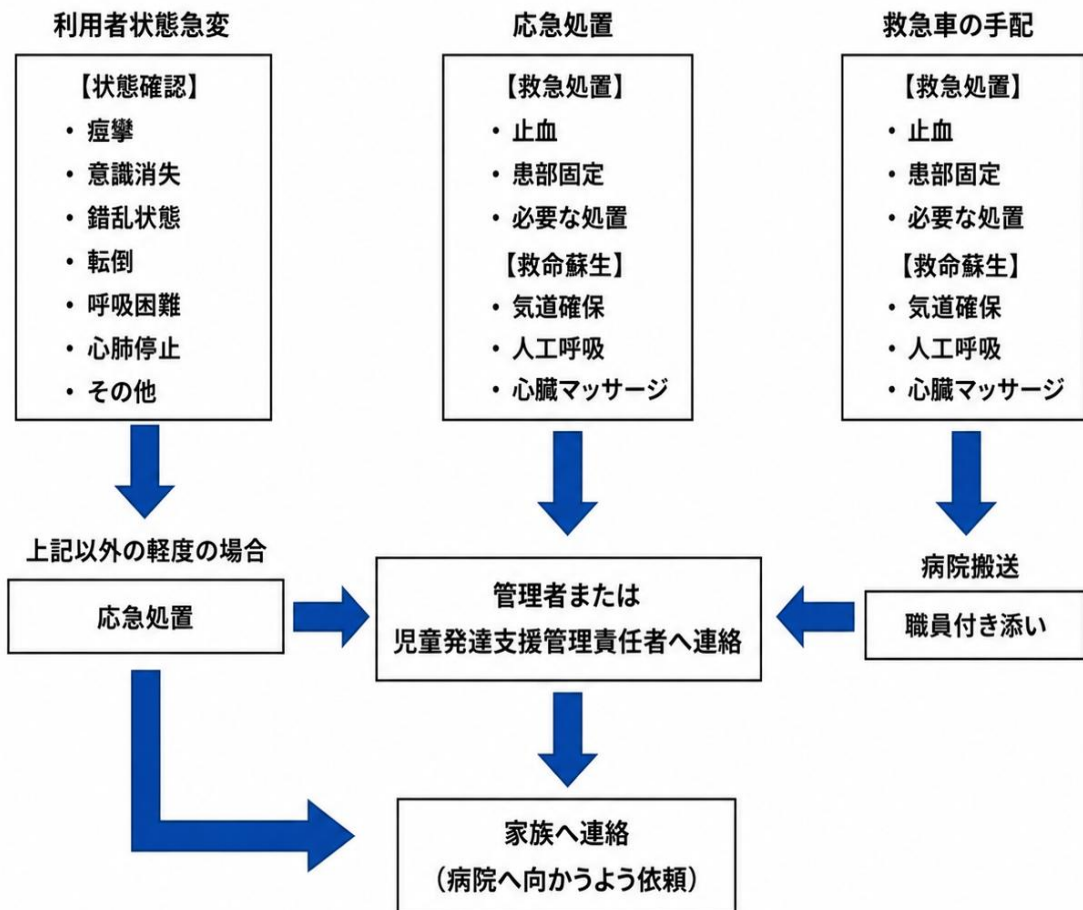 利用者状態急変
【状態確認】
・痙攣
・意識消失
・錯乱状態
・転倒
・呼吸困難
・心肺停止
・その他
応急処置
【救急処置】
・止血
・患部固定
・必要な処置
【救命蘇生】
・気道確保
・人工呼吸
・心臓マッサージ
救急車の手配
【救急処置】
・止血
・患部固定
・必要な処置
【救命蘇生】
・気道確保
・人工呼吸
・心臓マッサージ
上記以外の軽度の場合
応急処置
管理者または
児童発達支援管理責任者へ連絡
病院搬送
職員付き添い
家族へ連絡
（病院へ向かうよう依頼）